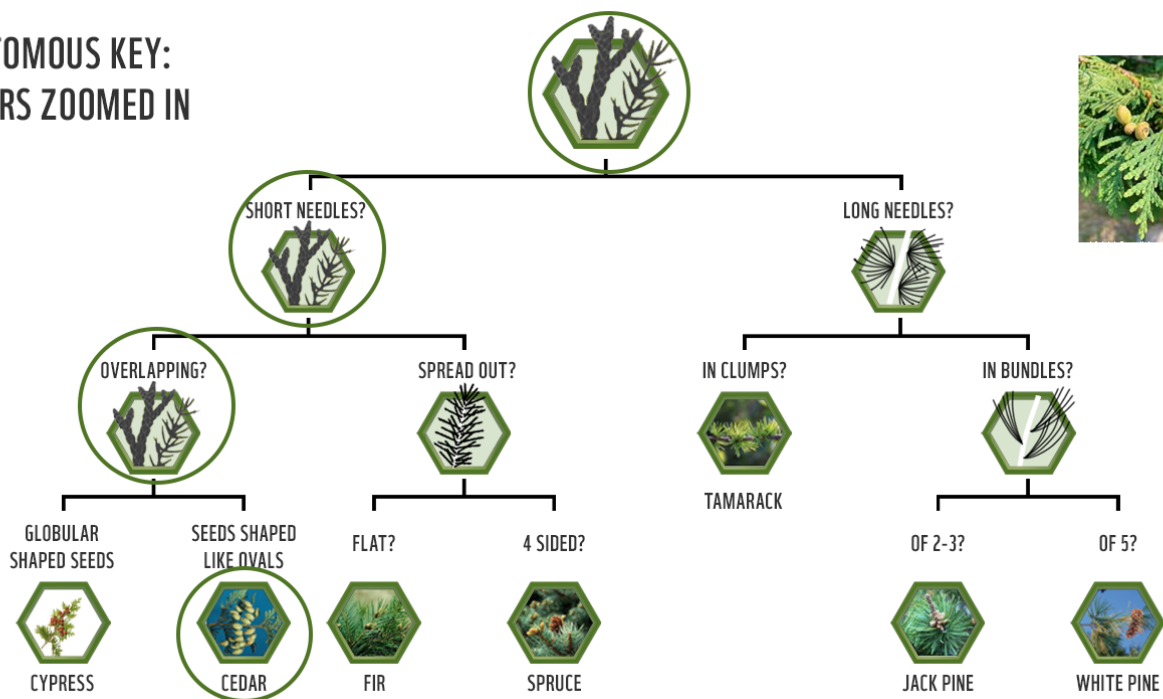 TOMOUS KEY:
RS ZOOMED IN
SHORT NEEDLES?
LONG NEEDLES?
OVERLAPPING?
SPREAD OUT?
IN CLUMPS?
IN BUNDLES?
TAMARACK
GLOBULAR
SHAPED SEEDS
SEEDS SHAPED
LIKE OVALS
FLAT?
4 SIDED?
OF 2-3?
OF 5?
CYPRESS
CEDAR
FIR
SPRUCE
JACK PINE
WHITE PINE